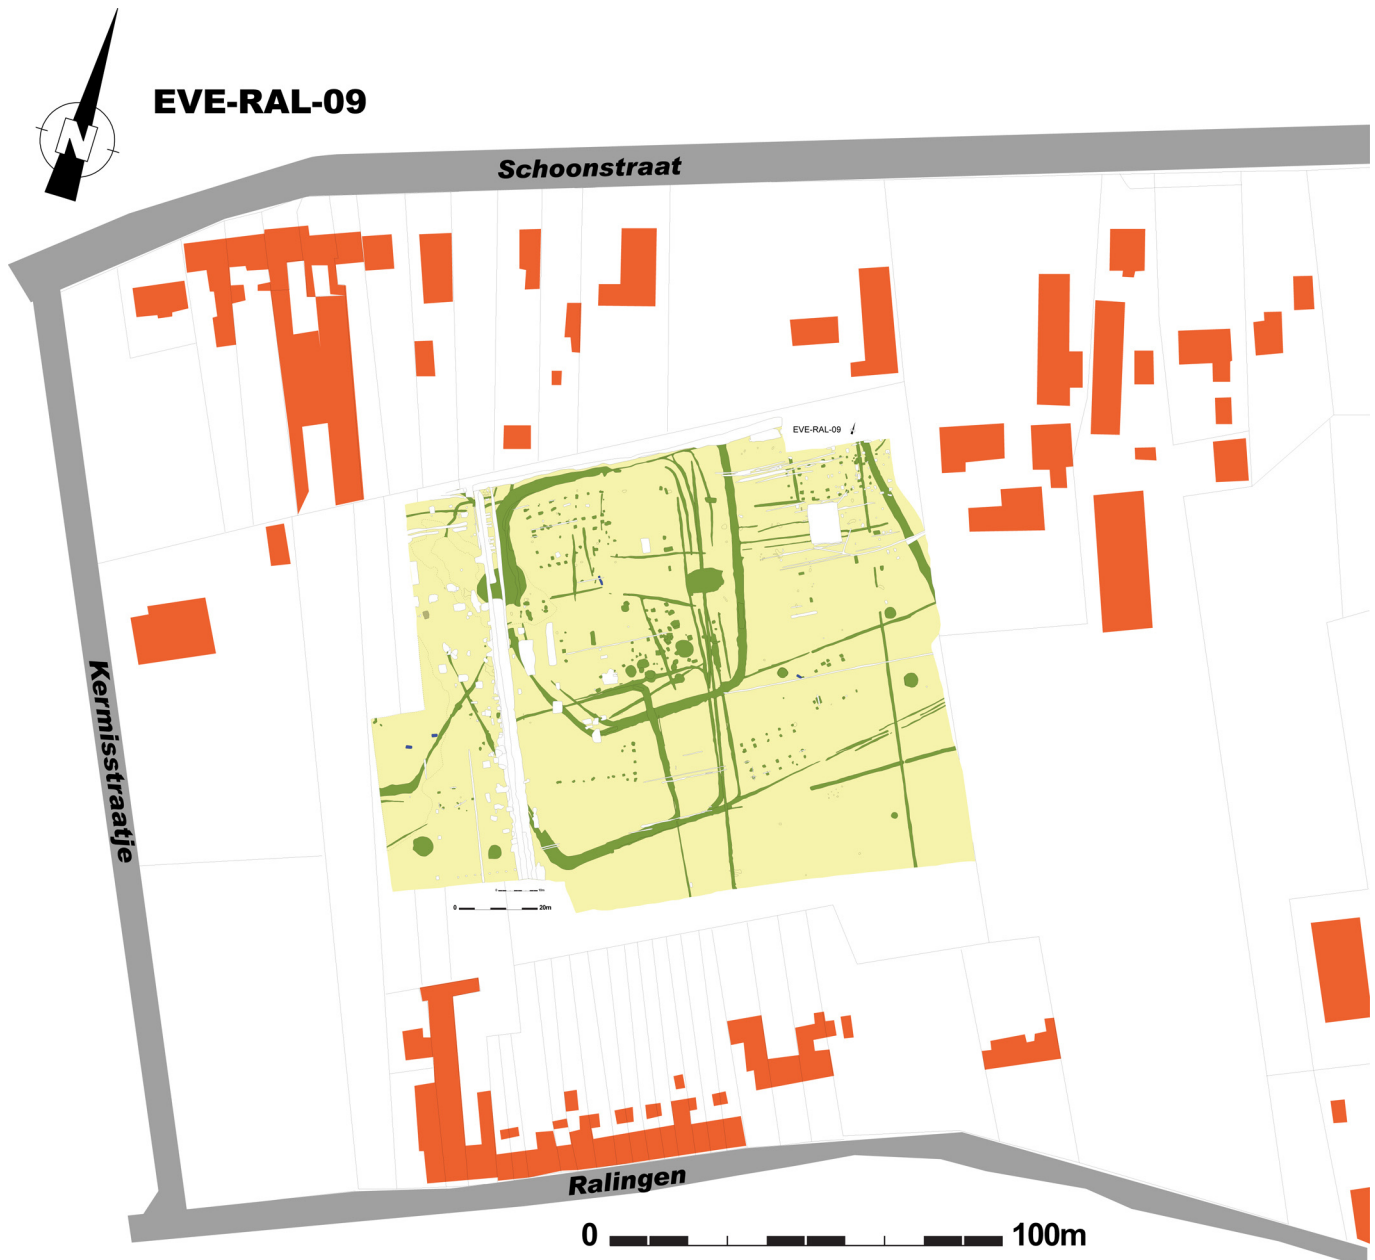 N
EVE-RAL-09
Schoonstraat
EVE-RAL-09
Kermisstraatje
0 20m
Ralingen
0 100m